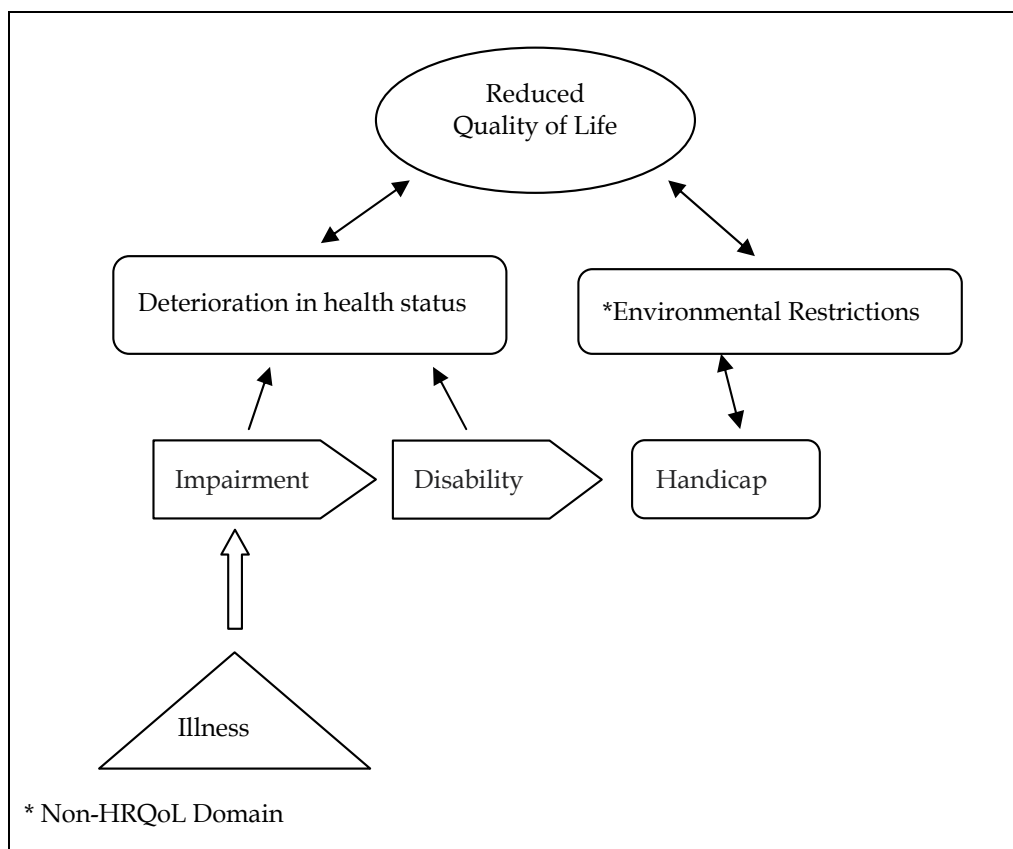 Reduced
Quality of Life
Deterioration in health status
*Environmental Restrictions
Impairment
Disability
Handicap
Illness
* Non-HRQoL Domain